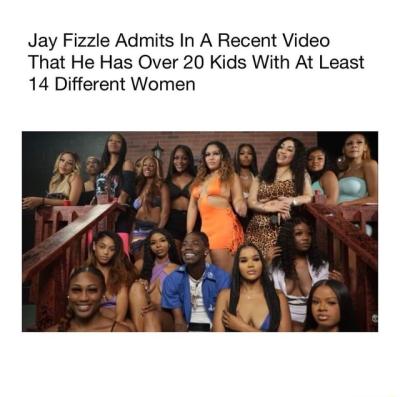 Jay Fizzle Admits In A Recent Video
That He Has Over 20 Kids With At Least
14 Different Women